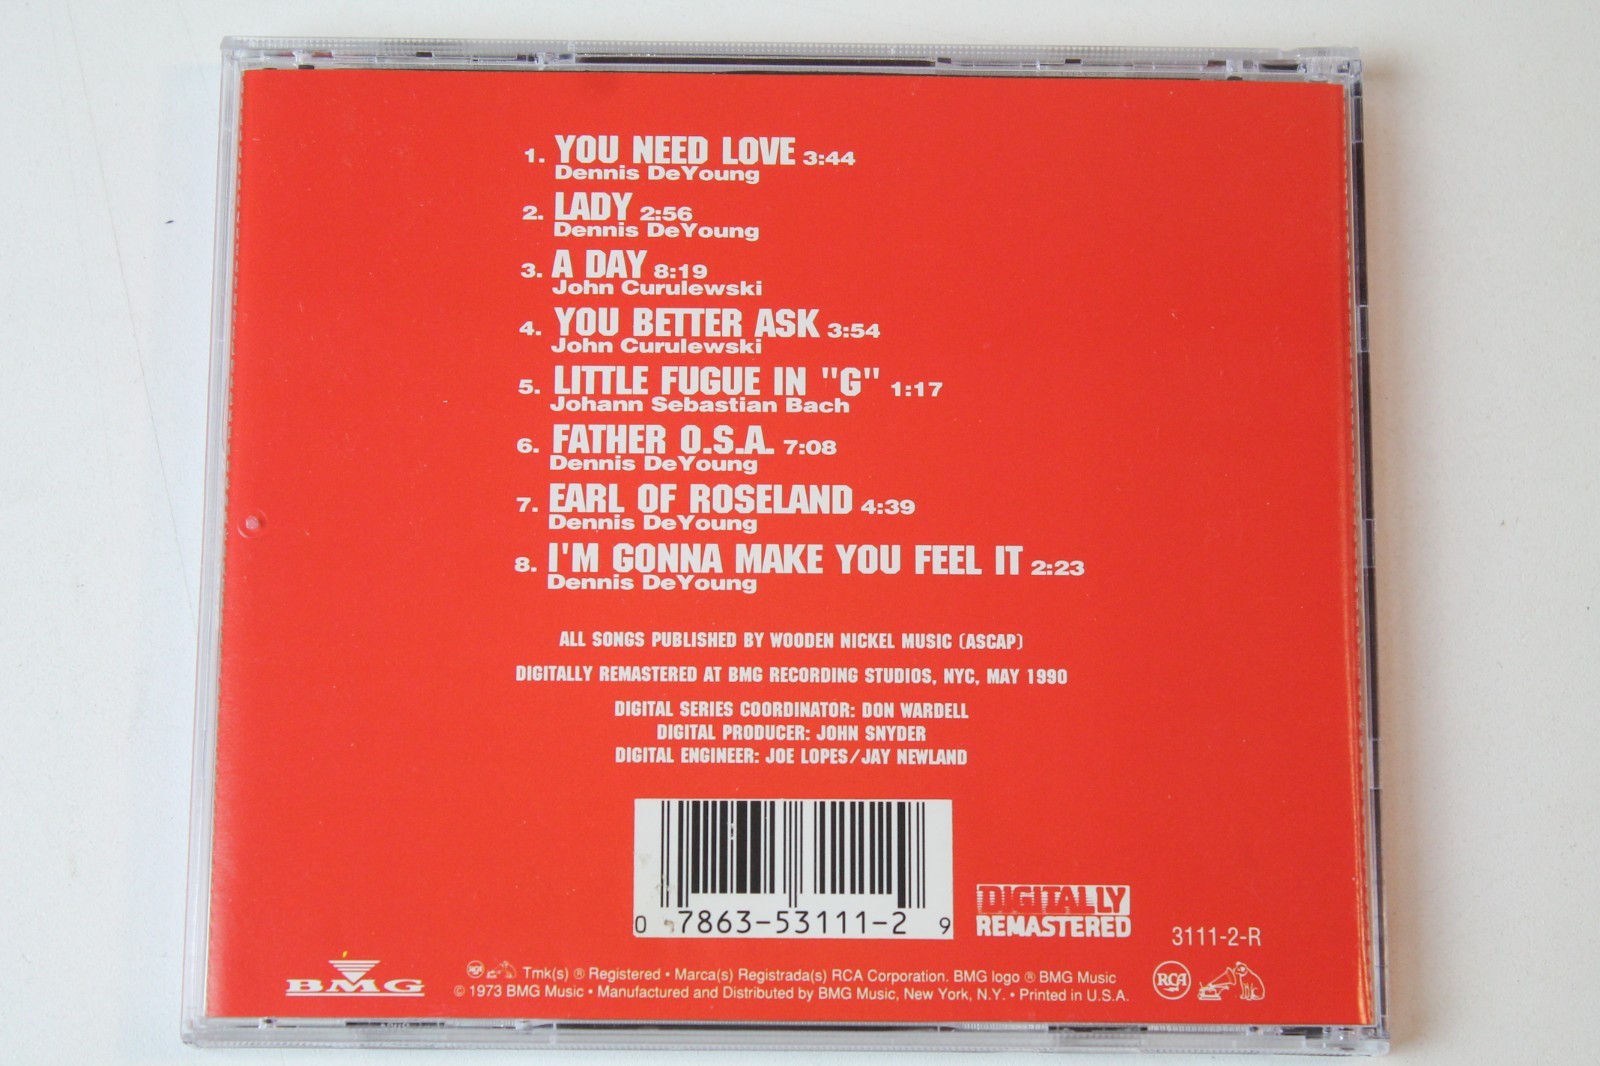 1. YOU NEED LOVE 3:44
Dennis DeYoung
2. LADY 2:56
Dennis DeYoung
3. A DAY 8:19
John Curulewski
4. YOU BETTER ASK 3:54
John Curulewski
5. LITTLE FUGUE IN "G" 1:17
Johann Sebastian Bach
6. FATHER O.S.A. 7:08
Dennis DeYoung
7. EARL OF ROSELAND 4:39
Dennis DeYoung
8. I'M GONNA MAKE YOU FEEL IT 2:23
Dennis DeYoung
ALL SONGS PUBLISHED BY WOODEN NICKEL MUSIC (ASCAP)
DIGITALLY REMASTERED AT BMG RECORDING STUDIOS, NYC, MAY 1990
DIGITAL SERIES COORDINATOR: DON WARDELL
DIGITAL PRODUCER: JOHN SNYDER
DIGITAL ENGINEER: JOE LOPES/JAY NEWLAND
0 7863-53111-2 9
DIGITALLY
REMASTERED
3111-2-R
BMG
RCA Tmk(s) ® Registered • Marca(s) Registrada(s) RCA Corporation. BMG logo ® BMG Music
© 1973 BMG Music • Manufactured and Distributed by BMG Music, New York, N.Y. • Printed in U.S.A.
RCA